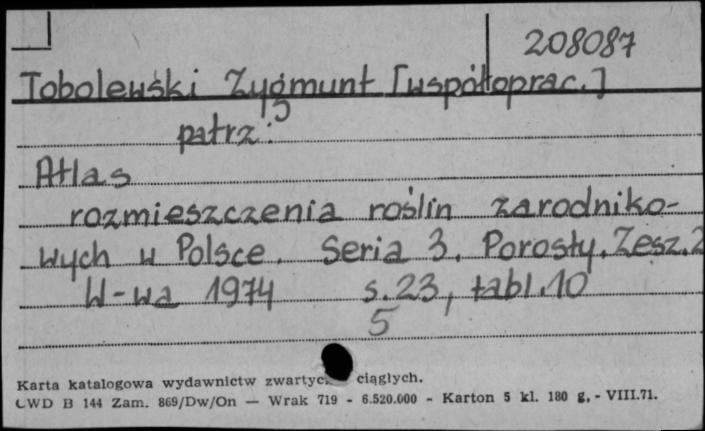 208087
Tobolewski Zygmunt [współoprac.]
patrz:
Atlas
rozmieszczenia roślin zarodniko-
wych w Polsce. Seria 3. Porosty. Zesz. 2
W-wa 1974 s. 23, tabl. 10
5
Karta katalogowa wydawnictw ciągłych.
CWD B 144 Zam. 869/Dw/On — Wrak 719 - 6.520.000 - Karton 5 kl. 180 g. - VIII.71.